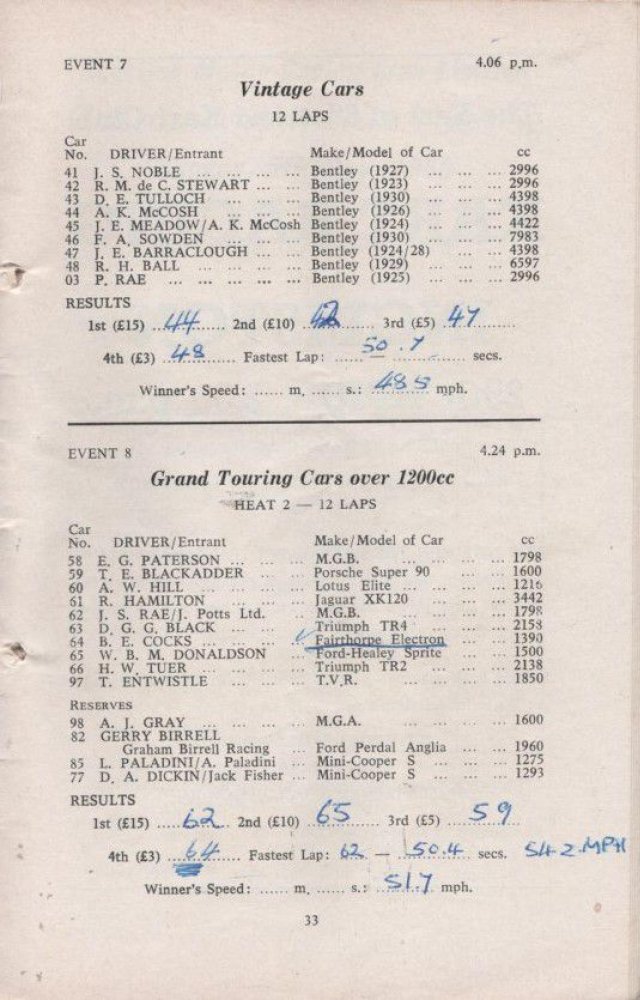 EVENT 7 4.06 p.m.
Vintage Cars
12 LAPS
Car
No. DRIVER/Entrant Make/Model of Car cc
41 J. S. NOBLE ... ... ... ... Bentley (1927) ... ... ... 2996
42 R. M. de C. STEWART ... ... Bentley (1923) ... ... ... 2996
43 D. E. TULLOCH ... ... ... Bentley (1930) ... ... ... 4398
44 A. K. McCOSH ... ... ... Bentley (1926) ... ... ... 4398
45 J. E. MEADOW/A. K. McCosh Bentley (1924) ... ... ... 4422
46 F. A. SOWDEN ... ... ... Bentley (1930) ... ... ... 7983
47 J. E. BARRACLOUGH ... ... Bentley (1924/28) ... ... 4398
48 R. H. BALL ... ... ... ... Bentley (1929) ... ... ... 6597
03 P. RAE ... ... ... ... ... Bentley (1925) ... ... ... 2996
RESULTS
1st (£15) ...44...... 2nd (£10) ...42...... 3rd (£5) ..47.........
4th (£3) ..48........ Fastest Lap: ...... 50.7 ............ secs.
Winner's Speed: ...... m. ...... s.: 48.5 mph.
EVENT 8 4.24 p.m.
Grand Touring Cars over 1200cc
HEAT 2 — 12 LAPS
Car
No. DRIVER/Entrant Make/Model of Car cc
58 E. G. PATERSON ... ... ... M.G.B. ... ... ... ... 1798
59 T. E. BLACKADDER ... ... Porsche Super 90 ... ... 1600
60 A. W. HILL ... ... ... ... Lotus Elite ... ... ... 1216
61 R. HAMILTON ... ... ... Jaguar XK120 ... ... ... 3442
62 J. S. RAE/J. Potts Ltd. ... M.G.B. ... ... ... ... 1798
63 D. G. G. BLACK ... ... ... Triumph TR4 ... ... ... 2153
64 B. E. COCKS ... ... ... ... Fairthorpe Electron ... ... 1390
65 W. B. M. DONALDSON ... Ford-Healey Sprite ... ... 1500
66 H. W. TUER ... ... ... ... Triumph TR2 ... ... ... 2138
97 T. ENTWISTLE ... ... ... T.V.R. ... ... ... ... 1850
RESERVES
98 A. J. GRAY ... ... ... ... M.G.A. ... ... ... ... 1600
82 GERRY BIRRELL
Graham Birrell Racing ... Ford Perdal Anglia ... ... 1960
85 L. PALADINI/A. Paladini ... Mini-Cooper S ... ... ... 1275
77 D. A. DICKIN/Jack Fisher ... Mini-Cooper S ... ... ... 1293
RESULTS
1st (£15) .....62... 2nd (£10) ..65....... 3rd (£5) .....59...
4th (£3) ...64....... Fastest Lap: 62 — 50.4 secs. 54.2 MPH
Winner's Speed: ...... m. ...... s.: ..51.7.. mph.
33